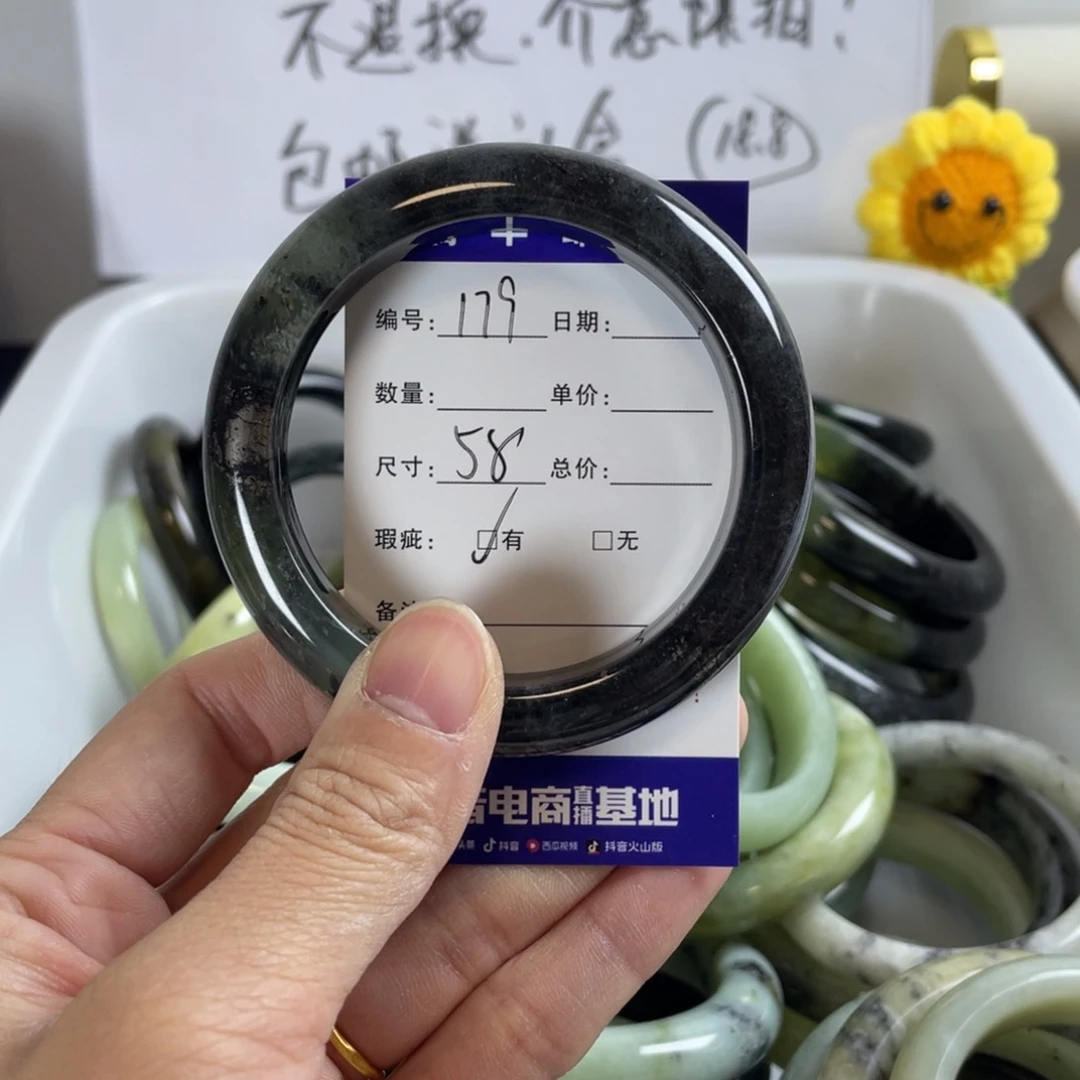 不退换.介意慎拍!
包邮送礼盒 (18.8)
编号: 179 日期:
数量: 单价:
尺寸: 58 总价:
瑕疵: ☑有 □无
电商直播基地
抖音 西瓜视频 抖音火山版